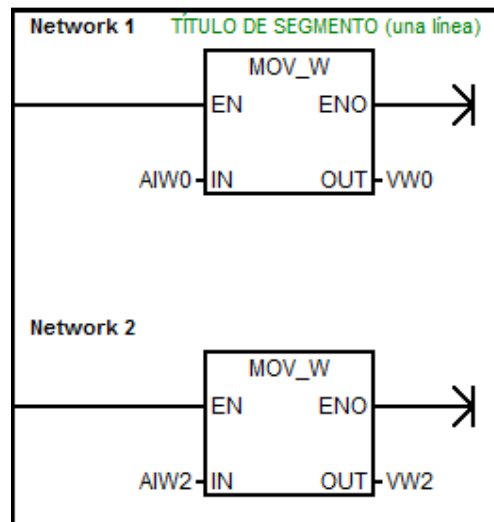 Network 1 TÍTULO DE SEGMENTO (una línea)
MOV_W
EN ENO
AIW0 IN OUT VW0
Network 2
MOV_W
EN ENO
AIW2 IN OUT VW2